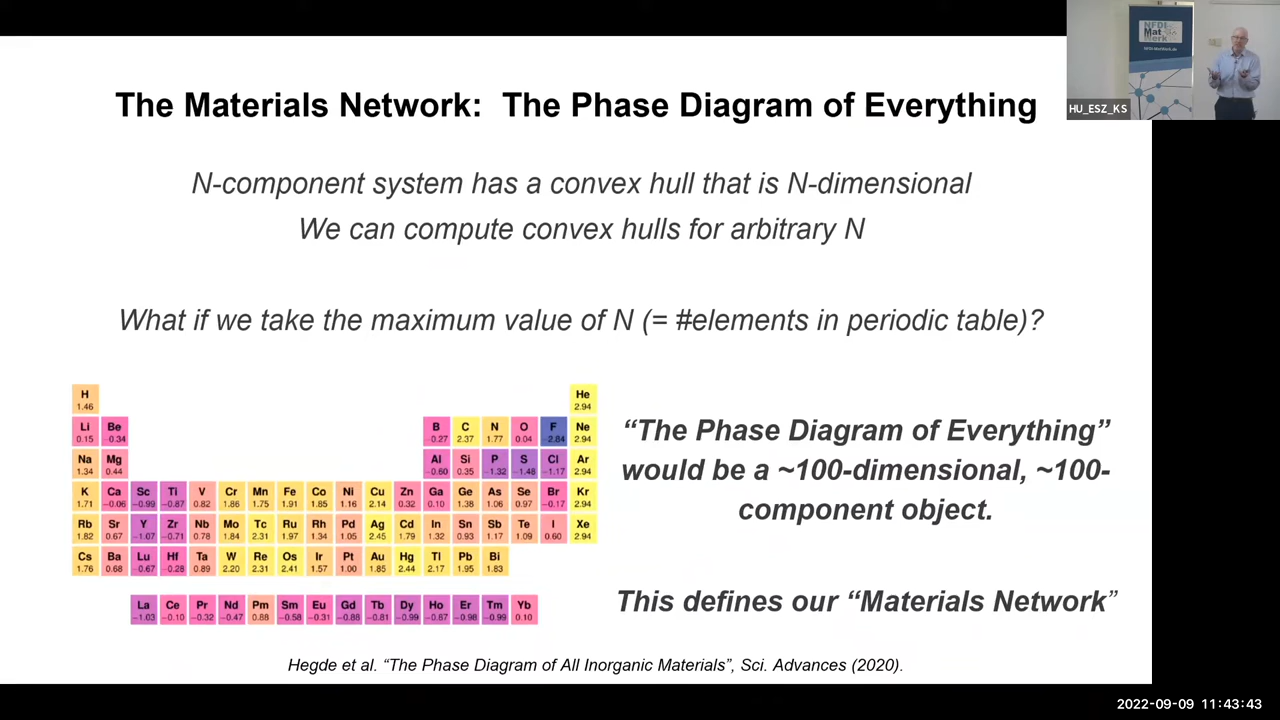 NFDI
Mat
Werk
HU_ESZ_KS
The Materials Network: The Phase Diagram of Everything
N-component system has a convex hull that is N-dimensional
We can compute convex hulls for arbitrary N
What if we take the maximum value of N (= #elements in periodic table)?
H He
1.46 2.94
Li Be B C N O F Ne
0.15 −0.34 −0.27 2.37 1.77 0.04 −2.84 2.94
Na Mg Al Si P S Cl Ar
1.34 0.44 −0.60 0.35 −1.32 −1.48 −1.17 2.94
K Ca Sc Ti V Cr Mn Fe Co Ni Cu Zn Ga Ge As Se Br Kr
1.71 −0.06 −0.99 −0.87 0.82 1.86 1.75 1.91 1.85 1.16 2.14 0.32 0.10 1.38 1.06 0.97 −0.17 2.94
Rb Sr Y Zr Nb Mo Tc Ru Rh Pd Ag Cd In Sn Sb Te I Xe
1.82 0.67 −1.07 −0.71 0.78 1.84 2.31 1.97 1.34 1.05 2.45 1.79 1.32 0.93 1.17 1.09 0.60 2.94
Cs Ba Lu Hf Ta W Re Os Ir Pt Au Hg Tl Pb Bi
1.76 0.68 −0.67 −0.28 0.89 2.20 2.31 2.41 1.57 1.00 1.85 2.44 2.17 1.95 1.83
La Ce Pr Nd Pm Sm Eu Gd Tb Dy Ho Er Tm Yb
−1.03 −0.10 −0.32 −0.47 0.88 −0.58 −0.31 −0.88 −0.81 −0.99 −0.87 −0.98 −0.99 0.10
“The Phase Diagram of Everything”
would be a ~100-dimensional, ~100-
component object.
This defines our “Materials Network”
Hegde et al. “The Phase Diagram of All Inorganic Materials”, Sci. Advances (2020).
2022-09-09 11:43:43